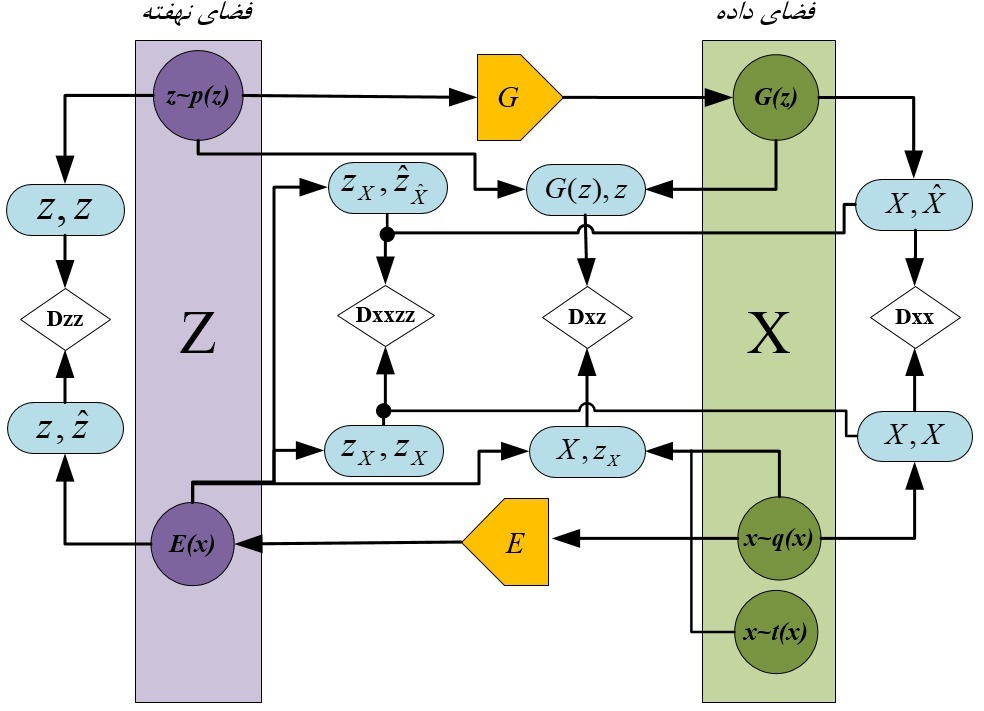 فضای نهفته
فضای داده
z~p(z)
G
G(z)
z, z
z_X, ẑ_X̂
G(z), z
X, X̂
Dzz
Z
Dxxzz
Dxz
X
Dxx
z, ẑ
z_X, z_X
X, z_X
X, X
E(x)
E
x~q(x)
x~t(x)